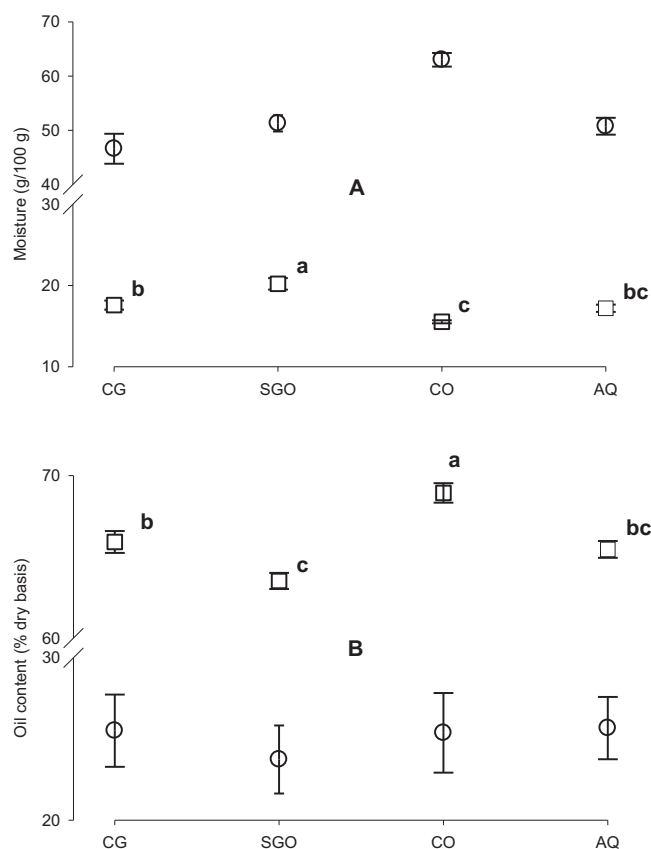 70
60
50
40
30
20
10
Moisture (g/100 g)
A
b
a
c
bc
CG SGO CO AQ
70
60
30
20
Oil content (% dry basis)
b
c
a
bc
B
CG SGO CO AQ